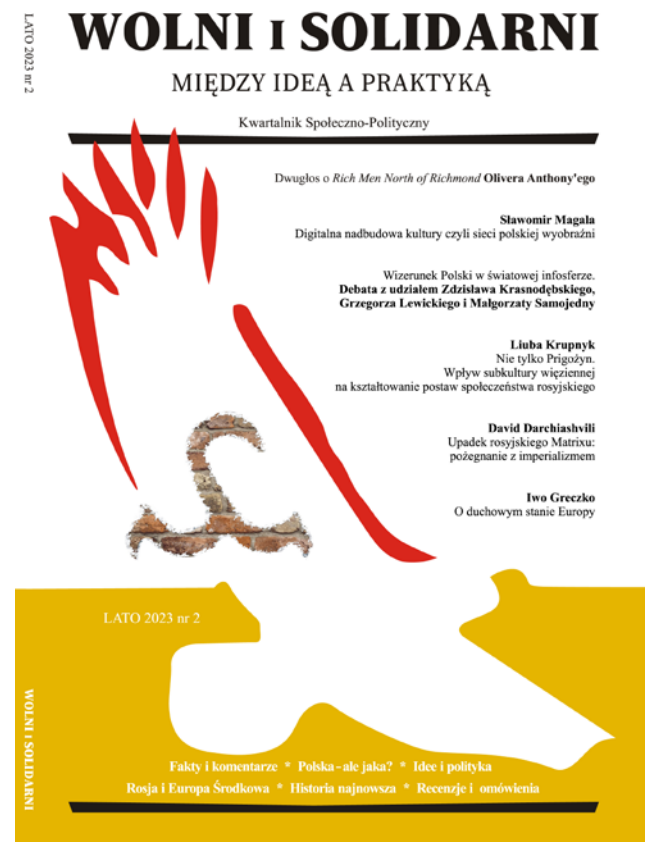 LATO 2023 nr 2
WOLNI I SOLIDARNI
MIĘDZY IDEĄ A PRAKTYKĄ
Kwartalnik Społeczno-Polityczny
Dwugłos o Rich Men North of Richmond Olivera Anthony'ego
Sławomir Magala
Digitalna nadbudowa kultury czyli sieci polskiej wyobraźni
Wizerunek Polski w światowej infosferze.
Debata z udziałem Zdzisława Krasnodębskiego,
Grzegorza Lewickiego i Małgorzaty Samojedny
Liuba Krupnyk
Nie tylko Prigożyn.
Wpływ subkultury więziennej
na kształtowanie postaw społeczeństwa rosyjskiego
David Darchiashvili
Upadek rosyjskiego Matrixu:
pożegnanie z imperializmem
Iwo Greczko
O duchowym stanie Europy
LATO 2023 nr 2
WOLNI I SOLIDARNI
Fakty i komentarze * Polska - ale jaka? * Idee i polityka
Rosja i Europa Środkowa * Historia najnowsza * Recenzje i omówienia